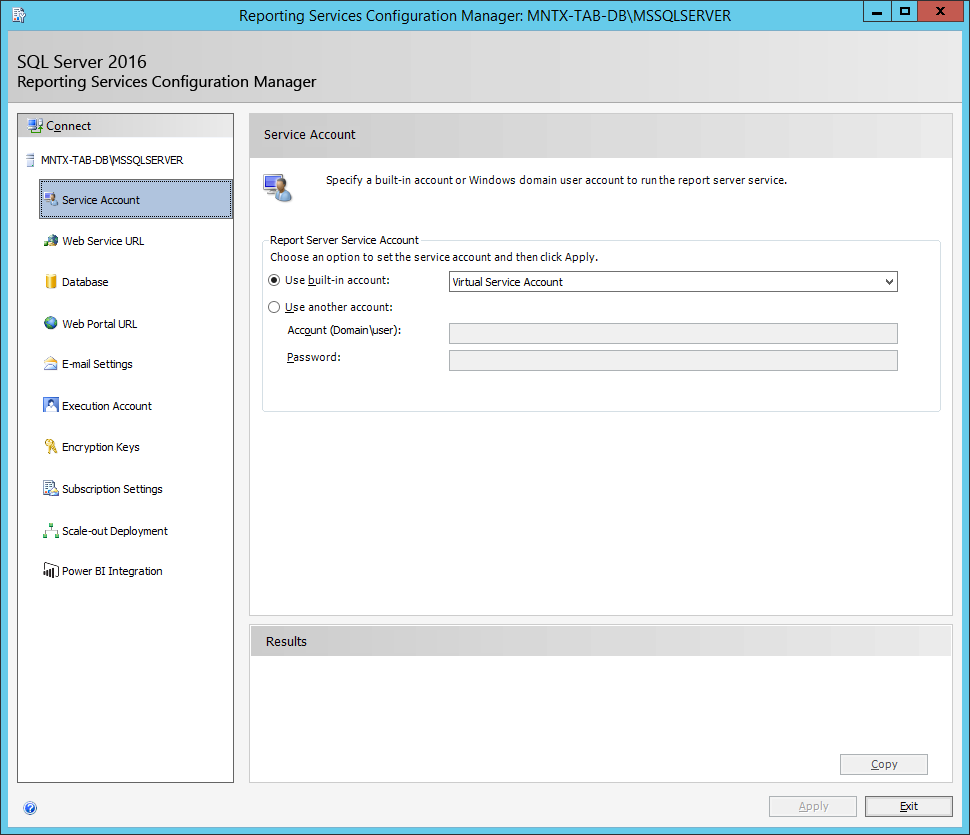 Reporting Services Configuration Manager: MNTX-TAB-DB\MSSQLSERVER
SQL Server 2016
Reporting Services Configuration Manager
Connect
MNTX-TAB-DB\MSSQLSERVER
Service Account
Web Service URL
Database
Web Portal URL
E-mail Settings
Execution Account
Encryption Keys
Subscription Settings
Scale-out Deployment
Power BI Integration
Service Account
Specify a built-in account or Windows domain user account to run the report server service.
Report Server Service Account
Choose an option to set the service account and then click Apply.
Use built-in account:
Virtual Service Account
Use another account:
Account (Domain\user):
Password:
Results
Copy
Apply
Exit